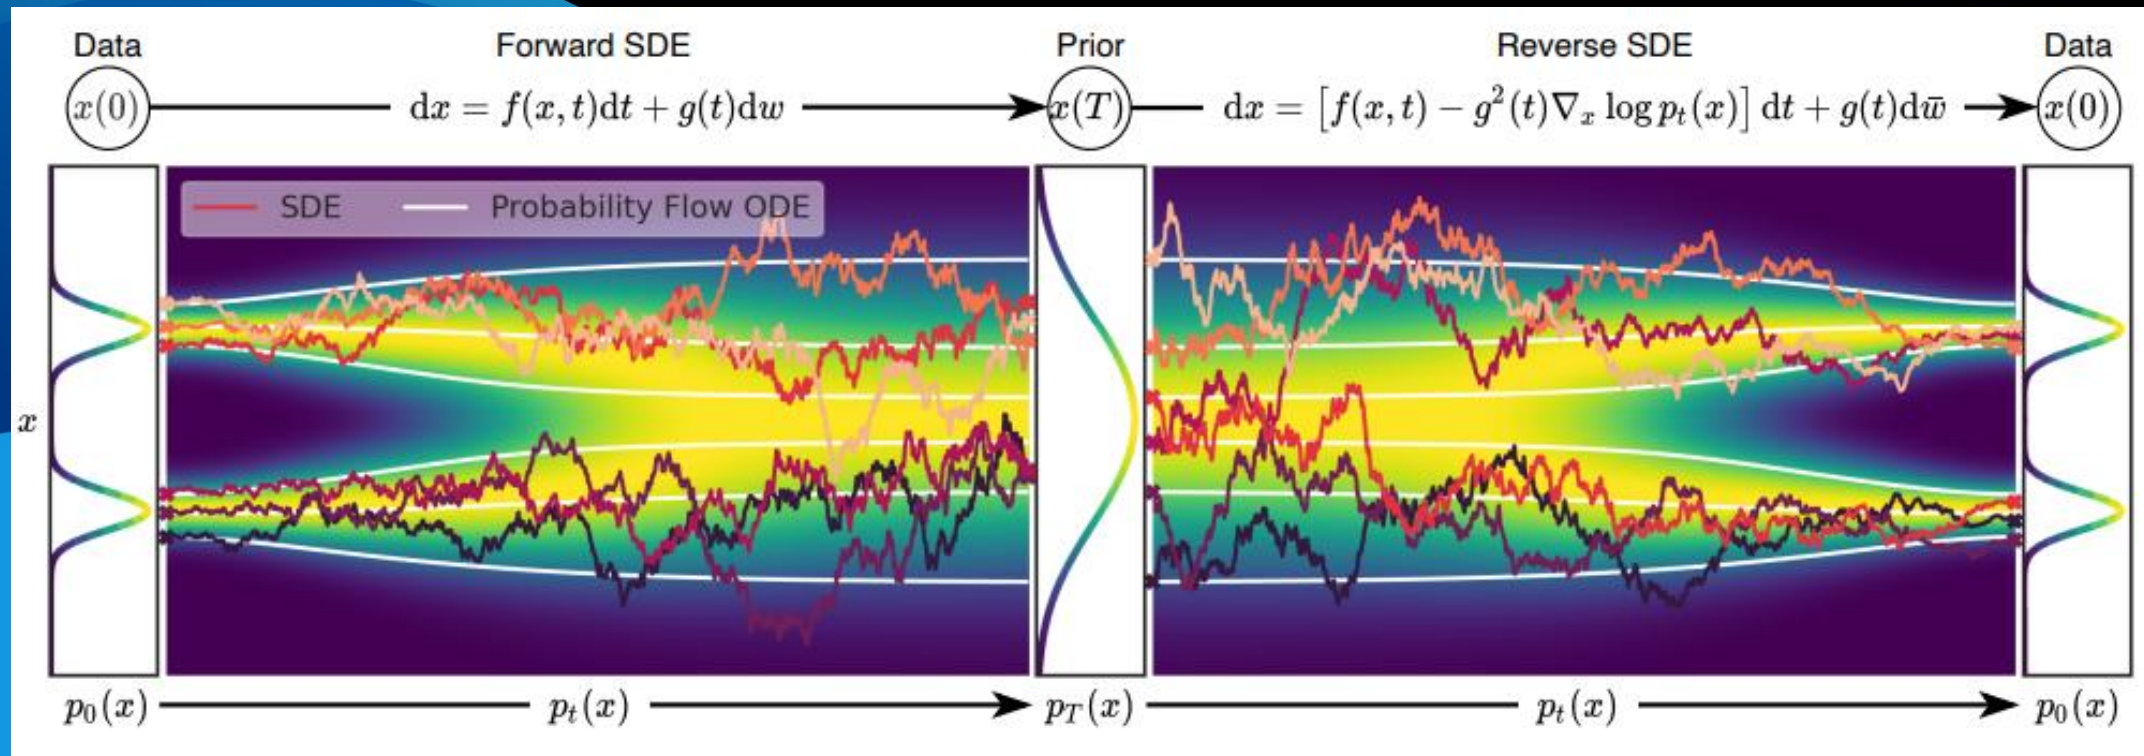 Data Forward SDE Prior Reverse SDE Data
x(0) dx = f(x, t)dt + g(t)dw x(T) dx = [f(x, t) − g²(t)∇ₓ log pₜ(x)] dt + g(t)dw̄ x(0)
SDE Probability Flow ODE
x
p₀(x) pₜ(x) p_T(x) pₜ(x) p₀(x)